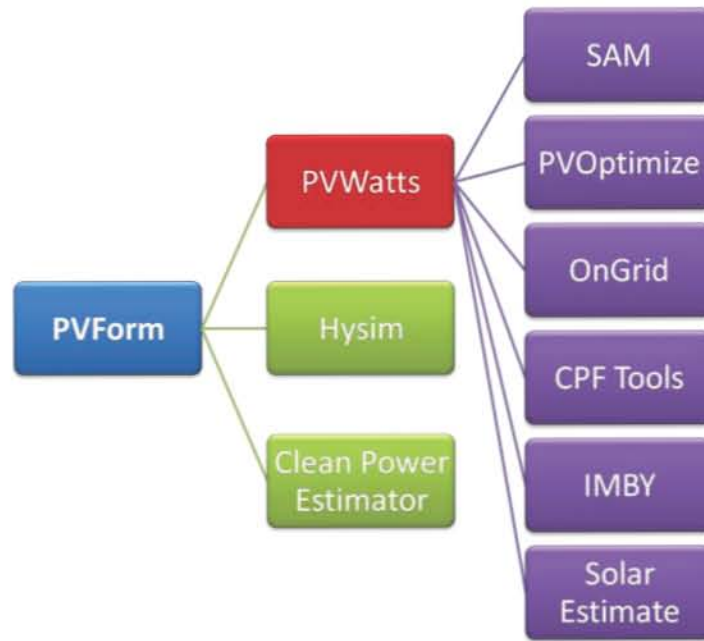 PVForm
PVWatts
Hysim
Clean Power
Estimator
SAM
PVOptimize
OnGrid
CPF Tools
IMBY
Solar
Estimate